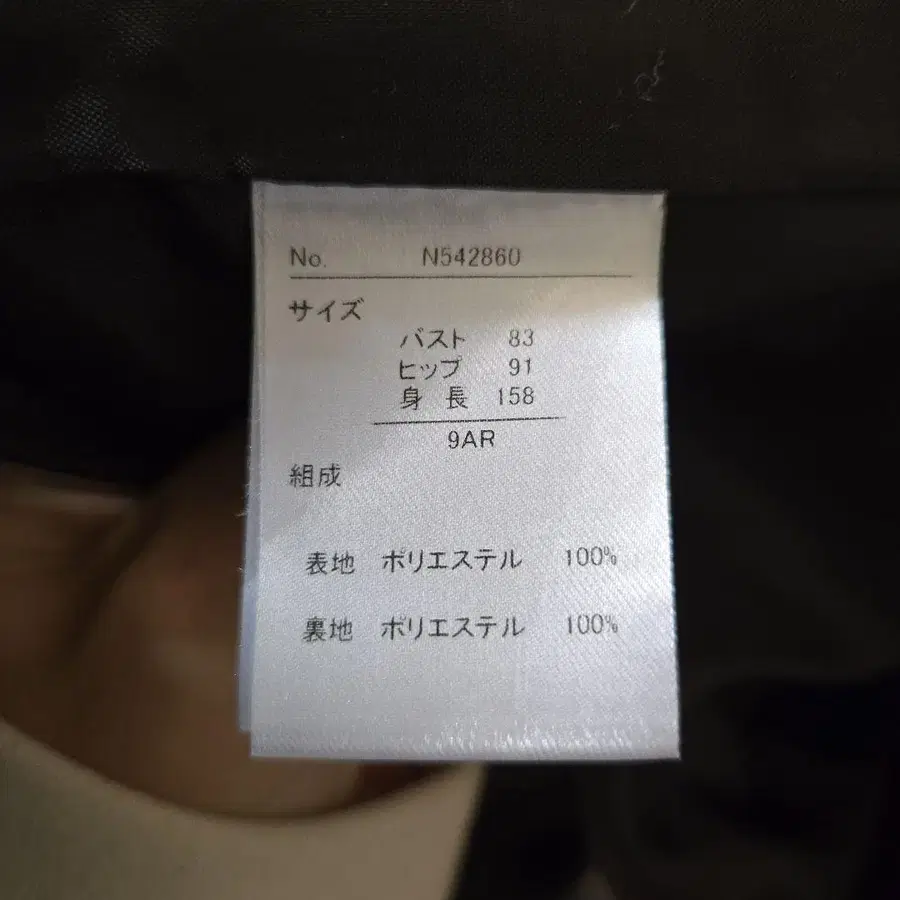 No. N542860
サイズ
バスト 83
ヒップ 91
身 長 158
9AR
組成
表地 ポリエステル 100%
裏地 ポリエステル 100%